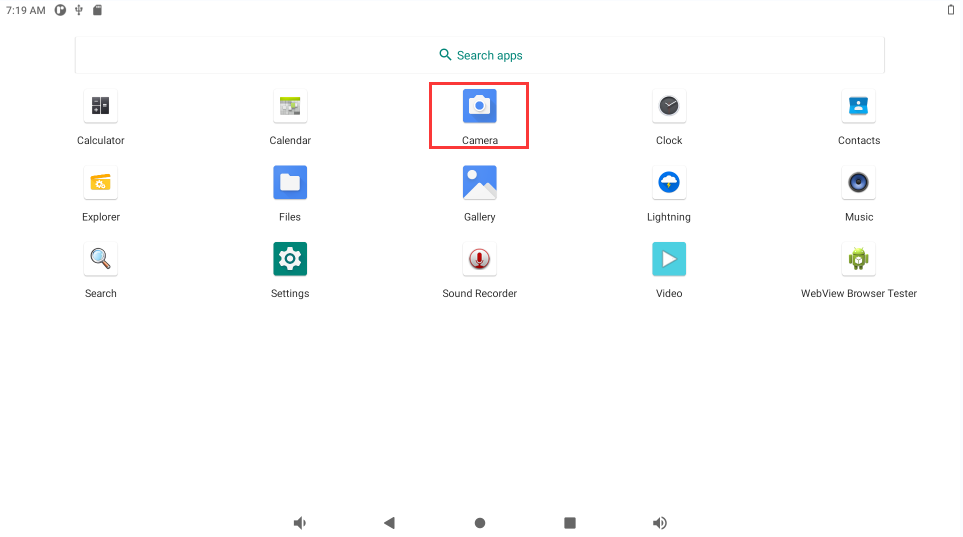 7:19 AM
Search apps
Calculator
Calendar
Camera
Clock
Contacts
Explorer
Files
Gallery
Lightning
Music
Search
Settings
Sound Recorder
Video
WebView Browser Tester